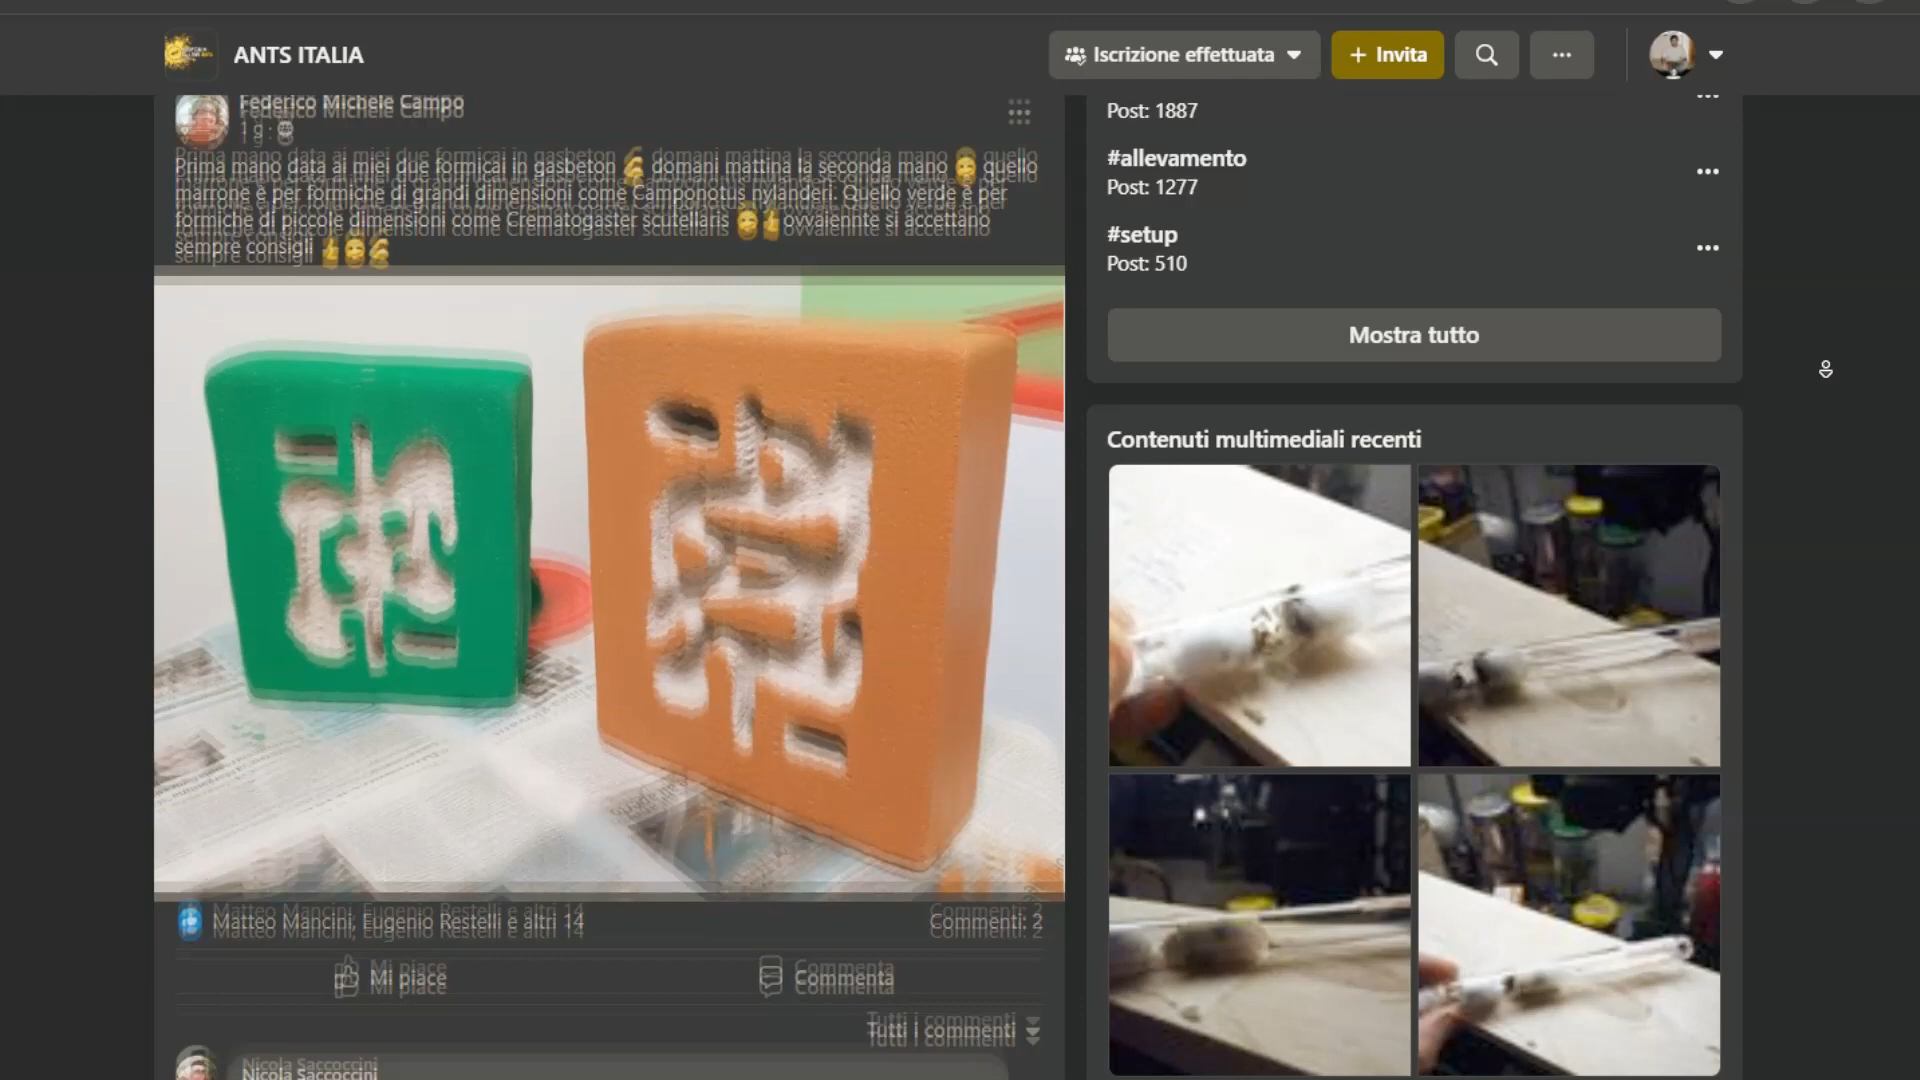 ANTS ITALIA
Iscrizione effettuata
+ Invita
Federico Michele Campo
1 g
Prima mano data ai miei due formicai in gasbeton 💪 domani mattina la seconda mano 😁 quello
marrone è per formiche di grandi dimensioni come Camponotus nylanderi. Quello verde è per
formiche di piccole dimensioni come Crematogaster scutellaris 😁👍 ovvaiennte si accettano
sempre consigli 👍😁💪
Matteo Mancini, Eugenio Restelli e altri 14
Commenti: 2
Mi piace
Commenta
Tutti i commenti
Nicola Saccoccini
Post: 1887
#allevamento
Post: 1277
#setup
Post: 510
Mostra tutto
Contenuti multimediali recenti